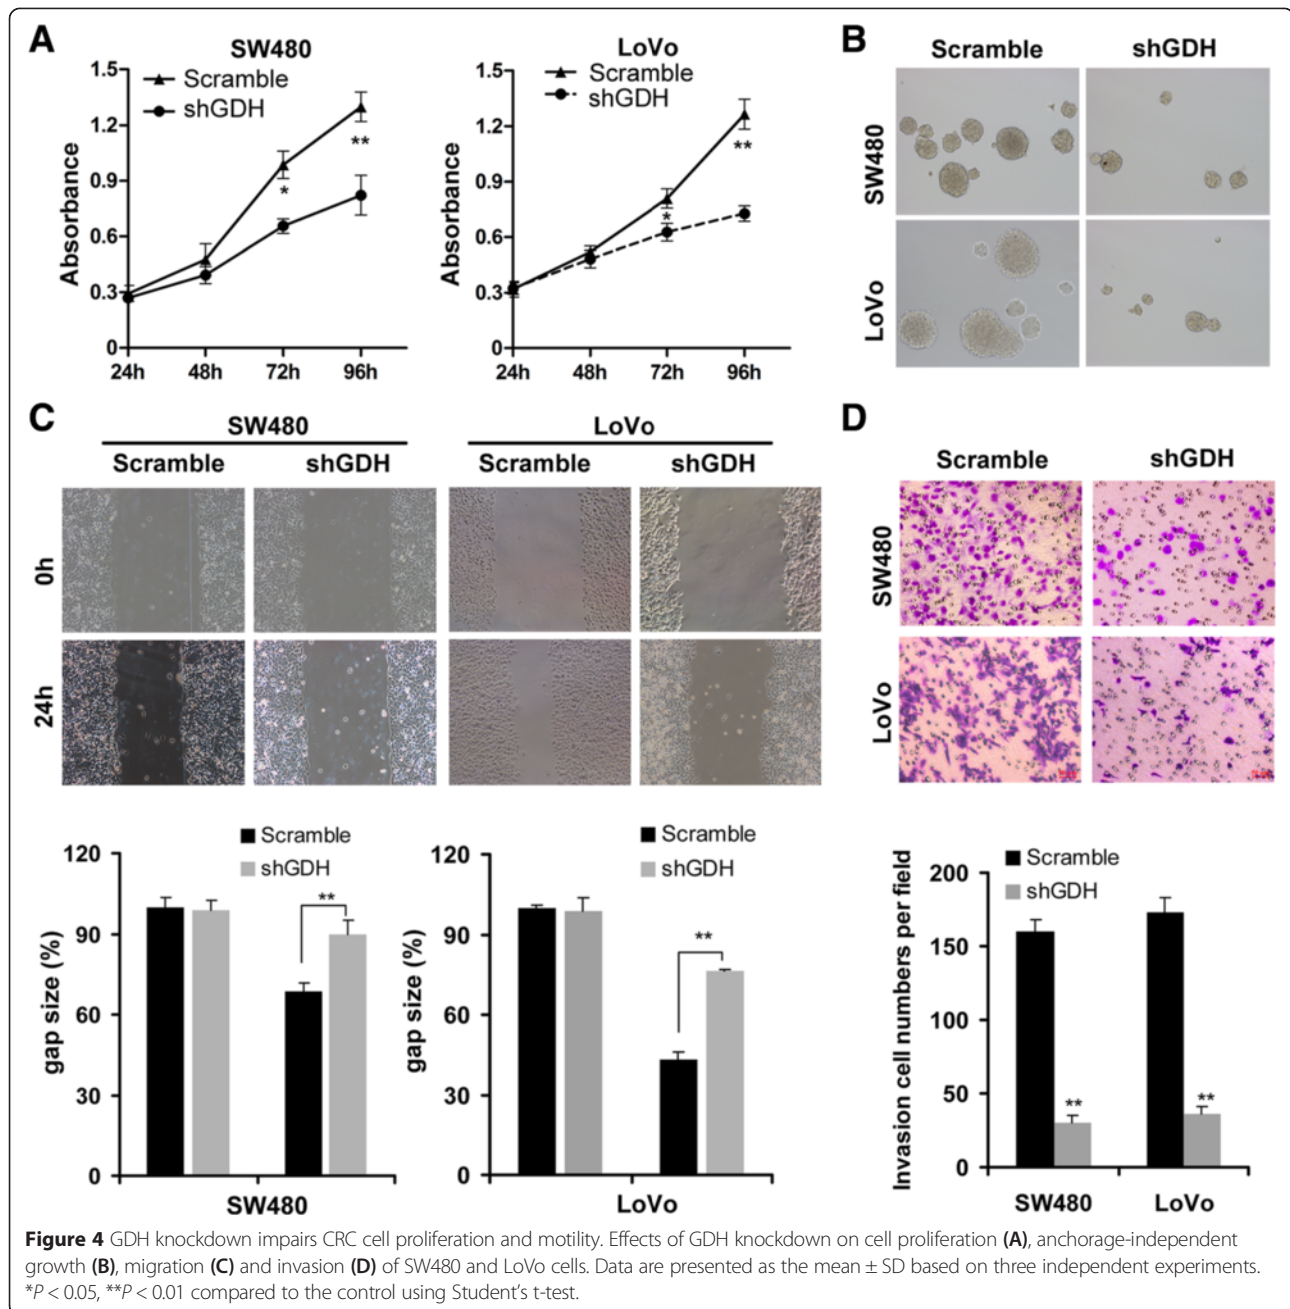 A
SW480
Scramble
shGDH
Absorbance
1.5
1.2
0.9
0.6
0.3
0
*
**
24h 48h 72h 96h
LoVo
Scramble
shGDH
Absorbance
1.5
1.2
0.9
0.6
0.3
0
*
**
24h 48h 72h 96h
B
Scramble shGDH
SW480
LoVo
C
SW480 LoVo
Scramble shGDH Scramble shGDH
0h
24h
Scramble
shGDH
gap size (%)
120
90
60
30
0
**
SW480
Scramble
shGDH
gap size (%)
120
90
60
30
0
**
LoVo
D
Scramble shGDH
SW480
LoVo
Scramble
shGDH
Invasion cell numbers per field
200
150
100
50
0
** **
SW480 LoVo
Figure 4 GDH knockdown impairs CRC cell proliferation and motility. Effects of GDH knockdown on cell proliferation (A), anchorage-independent
growth (B), migration (C) and invasion (D) of SW480 and LoVo cells. Data are presented as the mean ± SD based on three independent experiments.
*P < 0.05, **P < 0.01 compared to the control using Student's t-test.